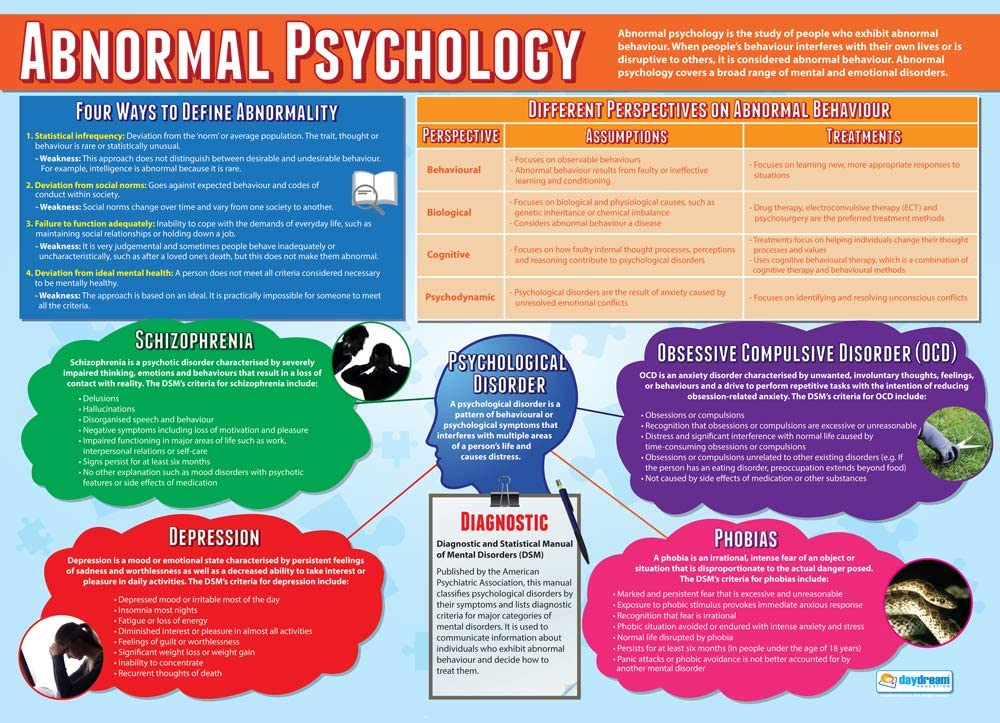 ABNORMAL PSYCHOLOGY
Abnormal psychology is the study of people who exhibit abnormal
behaviour. When people's behaviour interferes with their own lives or is
disruptive to others, it is considered abnormal behaviour. Abnormal
psychology covers a broad range of mental and emotional disorders.
FOUR WAYS TO DEFINE ABNORMALITY
1. Statistical infrequency: Deviation from the 'norm' or average population. The trait, thought or
behaviour is rare or statistically unusual.
- Weakness: This approach does not distinguish between desirable and undesirable behaviour.
For example, intelligence is abnormal because it is rare.
2. Deviation from social norms: Goes against expected behaviour and codes of
conduct within society.
- Weakness: Social norms change over time and vary from one society to another.
3. Failure to function adequately: Inability to cope with the demands of everyday life, such as
maintaining social relationships or holding down a job.
- Weakness: It is very judgemental and sometimes people behave inadequately or
uncharacteristically, such as after a loved one's death, but this does not make them abnormal.
4. Deviation from ideal mental health: A person does not meet all criteria considered necessary
to be mentally healthy.
- Weakness: The approach is based on an ideal. It is practically impossible for someone to meet
all the criteria.
DIFFERENT PERSPECTIVES ON ABNORMAL BEHAVIOUR
PERSPECTIVE ASSUMPTIONS TREATMENTS
Behavioural
- Focuses on observable behaviours
- Abnormal behaviour results from faulty or ineffective
learning and conditioning
- Focuses on learning new, more appropriate responses to
situations
Biological
- Focuses on biological and physiological causes, such as
genetic inheritance or chemical imbalance
- Considers abnormal behaviour a disease
- Drug therapy, electroconvulsive therapy (ECT) and
psychosurgery are the preferred treatment methods
Cognitive
- Focuses on how faulty internal thought processes, perceptions
and reasoning contribute to psychological disorders
- Treatments focus on helping individuals change their thought
processes and values
- Uses cognitive behavioural therapy, which is a combination of
cognitive therapy and behavioural methods
Psychodynamic
- Psychological disorders are the result of anxiety caused by
unresolved emotional conflicts
- Focuses on identifying and resolving unconscious conflicts
SCHIZOPHRENIA
Schizophrenia is a psychotic disorder characterised by severely
impaired thinking, emotions and behaviours that result in a loss of
contact with reality. The DSM's criteria for schizophrenia include:
• Delusions
• Hallucinations
• Disorganised speech and behaviour
• Negative symptoms including loss of motivation and pleasure
• Impaired functioning in major areas of life such as work,
interpersonal relations or self-care
• Signs persist for at least six months
• No other explanation such as mood disorders with psychotic
features or side effects of medication
PSYCHOLOGICAL
DISORDER
A psychological disorder is a
pattern of behavioural or
psychological symptoms that
interferes with multiple areas
of a person's life and
causes distress.
OBSESSIVE COMPULSIVE DISORDER (OCD)
OCD is an anxiety disorder characterised by unwanted, involuntary thoughts, feelings,
or behaviours and a drive to perform repetitive tasks with the intention of reducing
obsession-related anxiety. The DSM's criteria for OCD include:
• Obsessions or compulsions
• Recognition that obsessions or compulsions are excessive or unreasonable
• Distress and significant interference with normal life caused by
time-consuming obsessions or compulsions
• Obsessions or compulsions unrelated to other existing disorders (e.g. If
the person has an eating disorder, preoccupation extends beyond food)
• Not caused by side effects of medication or other substances
DEPRESSION
Depression is a mood or emotional state characterised by persistent feelings
of sadness and worthlessness as well as a decreased ability to take interest or
pleasure in daily activities. The DSM's criteria for depression include:
• Depressed mood or irritable most of the day
• Insomnia most nights
• Fatigue or loss of energy
• Diminished interest or pleasure in almost all activities
• Feelings of guilt or worthlessness
• Significant weight loss or weight gain
• Inability to concentrate
• Recurrent thoughts of death
DIAGNOSTIC
Diagnostic and Statistical Manual
of Mental Disorders (DSM)
Published by the American
Psychiatric Association, this manual
classifies psychological disorders by
their symptoms and lists diagnostic
criteria for major categories of
mental disorders. It is used to
communicate information about
individuals who exhibit abnormal
behaviour and decide how to
treat them.
PHOBIAS
A phobia is an irrational, intense fear of an object or
situation that is disproportionate to the actual danger posed.
The DSM's criteria for phobias include:
• Marked and persistent fear that is excessive and unreasonable
• Exposure to phobic stimulus provokes immediate anxious response
• Recognition that fear is irrational
• Phobic situation avoided or endured with intense anxiety and stress
• Normal life disrupted by phobia
• Persists for at least six months (in people under the age of 18 years)
• Panic attacks or phobic avoidance is not better accounted for by
another mental disorder
daydream
EDUCATION